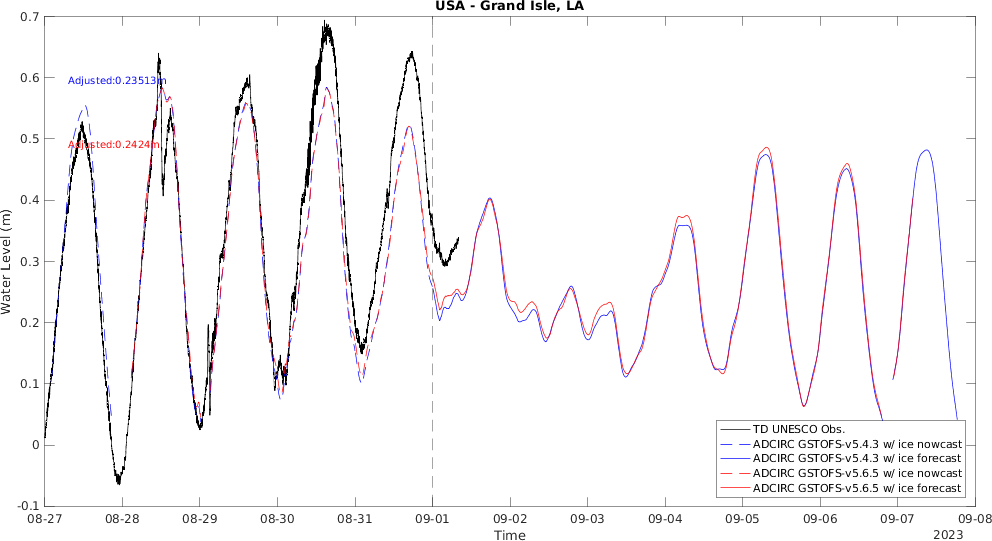 USA - Grand Isle, LA
0.7
0.6
0.5
0.4
0.3
0.2
0.1
0
-0.1
Water Level (m)
Adjusted:0.23513m
Adjusted:0.2424m
TD UNESCO Obs.
ADCIRC GSTOFS-v5.4.3 w/ ice nowcast
ADCIRC GSTOFS-v5.4.3 w/ ice forecast
ADCIRC GSTOFS-v5.6.5 w/ ice nowcast
ADCIRC GSTOFS-v5.6.5 w/ ice forecast
08-27 08-28 08-29 08-30 08-31 09-01 09-02 09-03 09-04 09-05 09-06 09-07 09-08
Time
2023